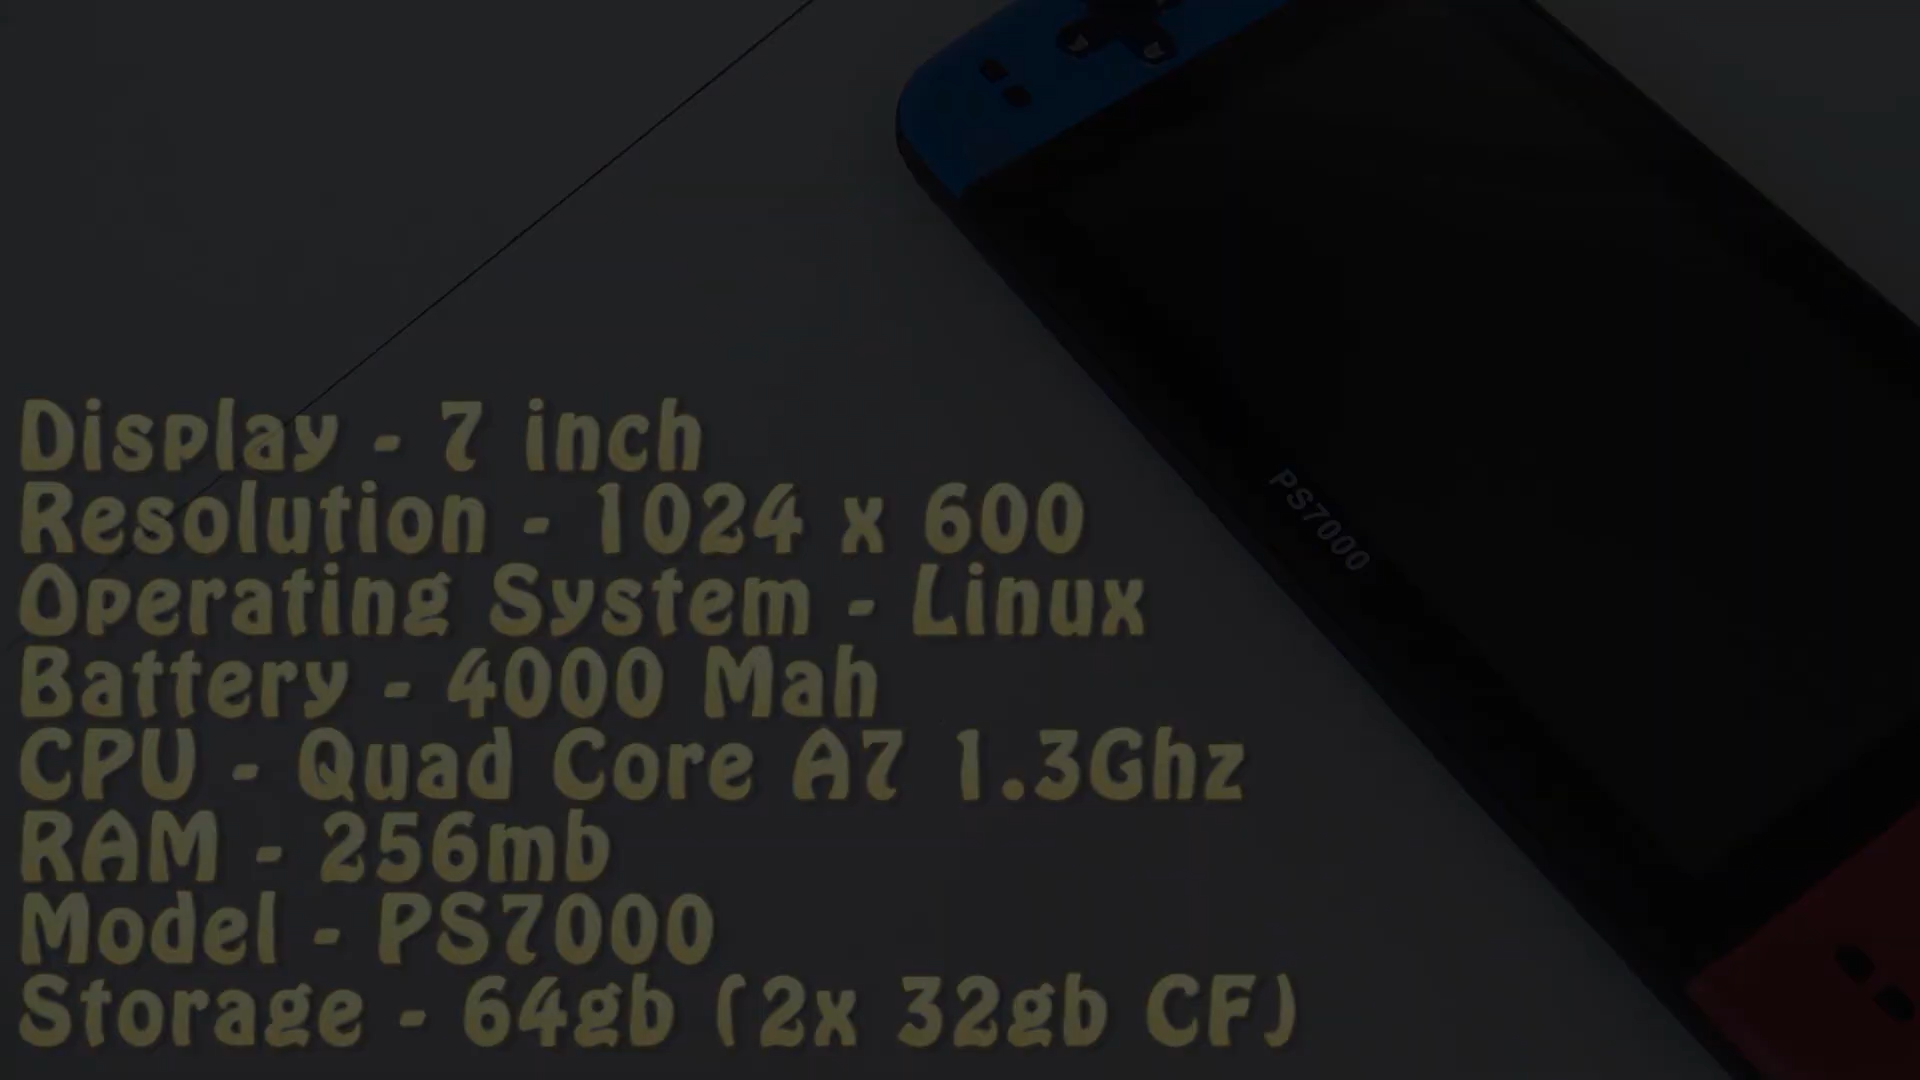 PS7000
Display - 7 inch
Resolution - 1024 x 600
Operating System - Linux
Battery - 4000 Mah
CPU - Quad Core A7 1.3Ghz
RAM - 256mb
Model - PS7000
Storage - 64gb (2x 32gb CF)